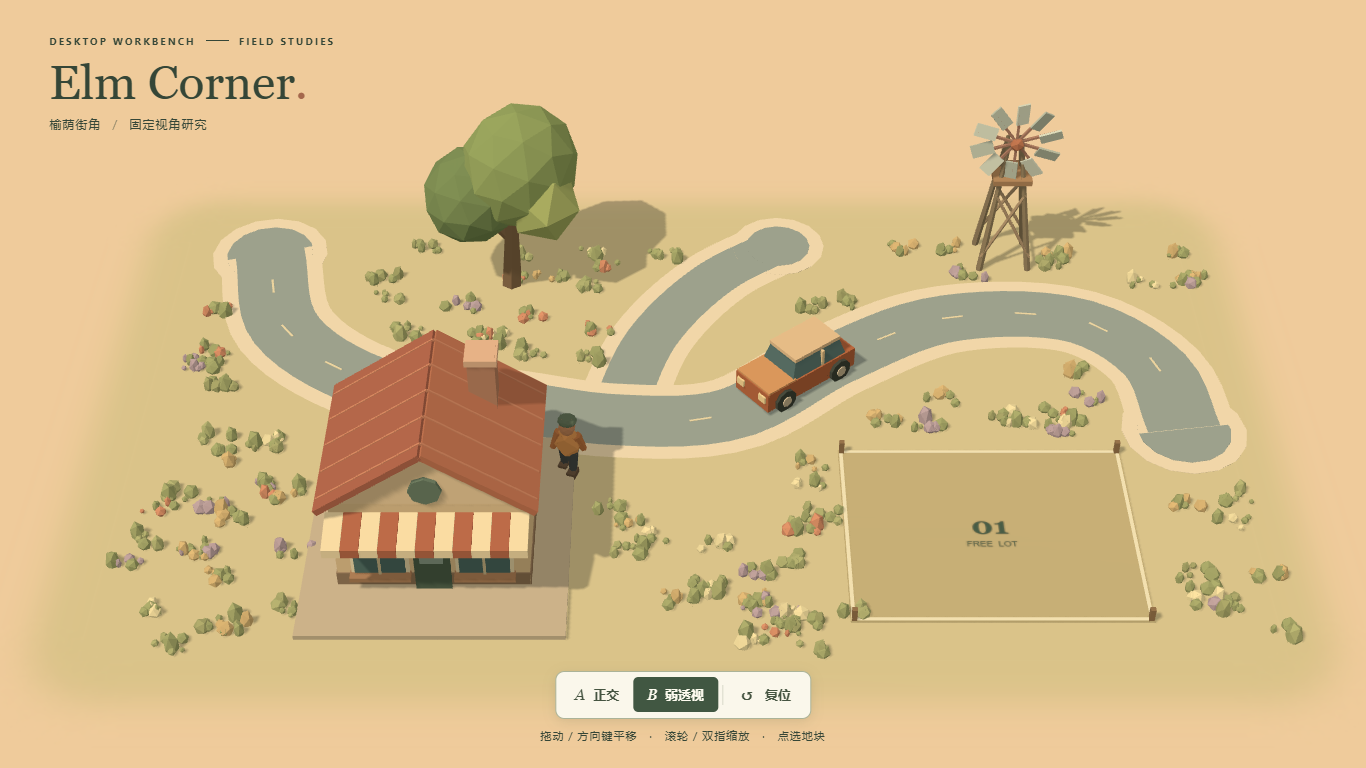 DESKTOP WORKBENCH — FIELD STUDIES
Elm Corner.
榆荫街角 / 固定视角研究
01
FREE LOT
A 正交 B 弱透视 ↺ 复位
拖动 / 方向键平移 · 滚轮 / 双指缩放 · 点选地块